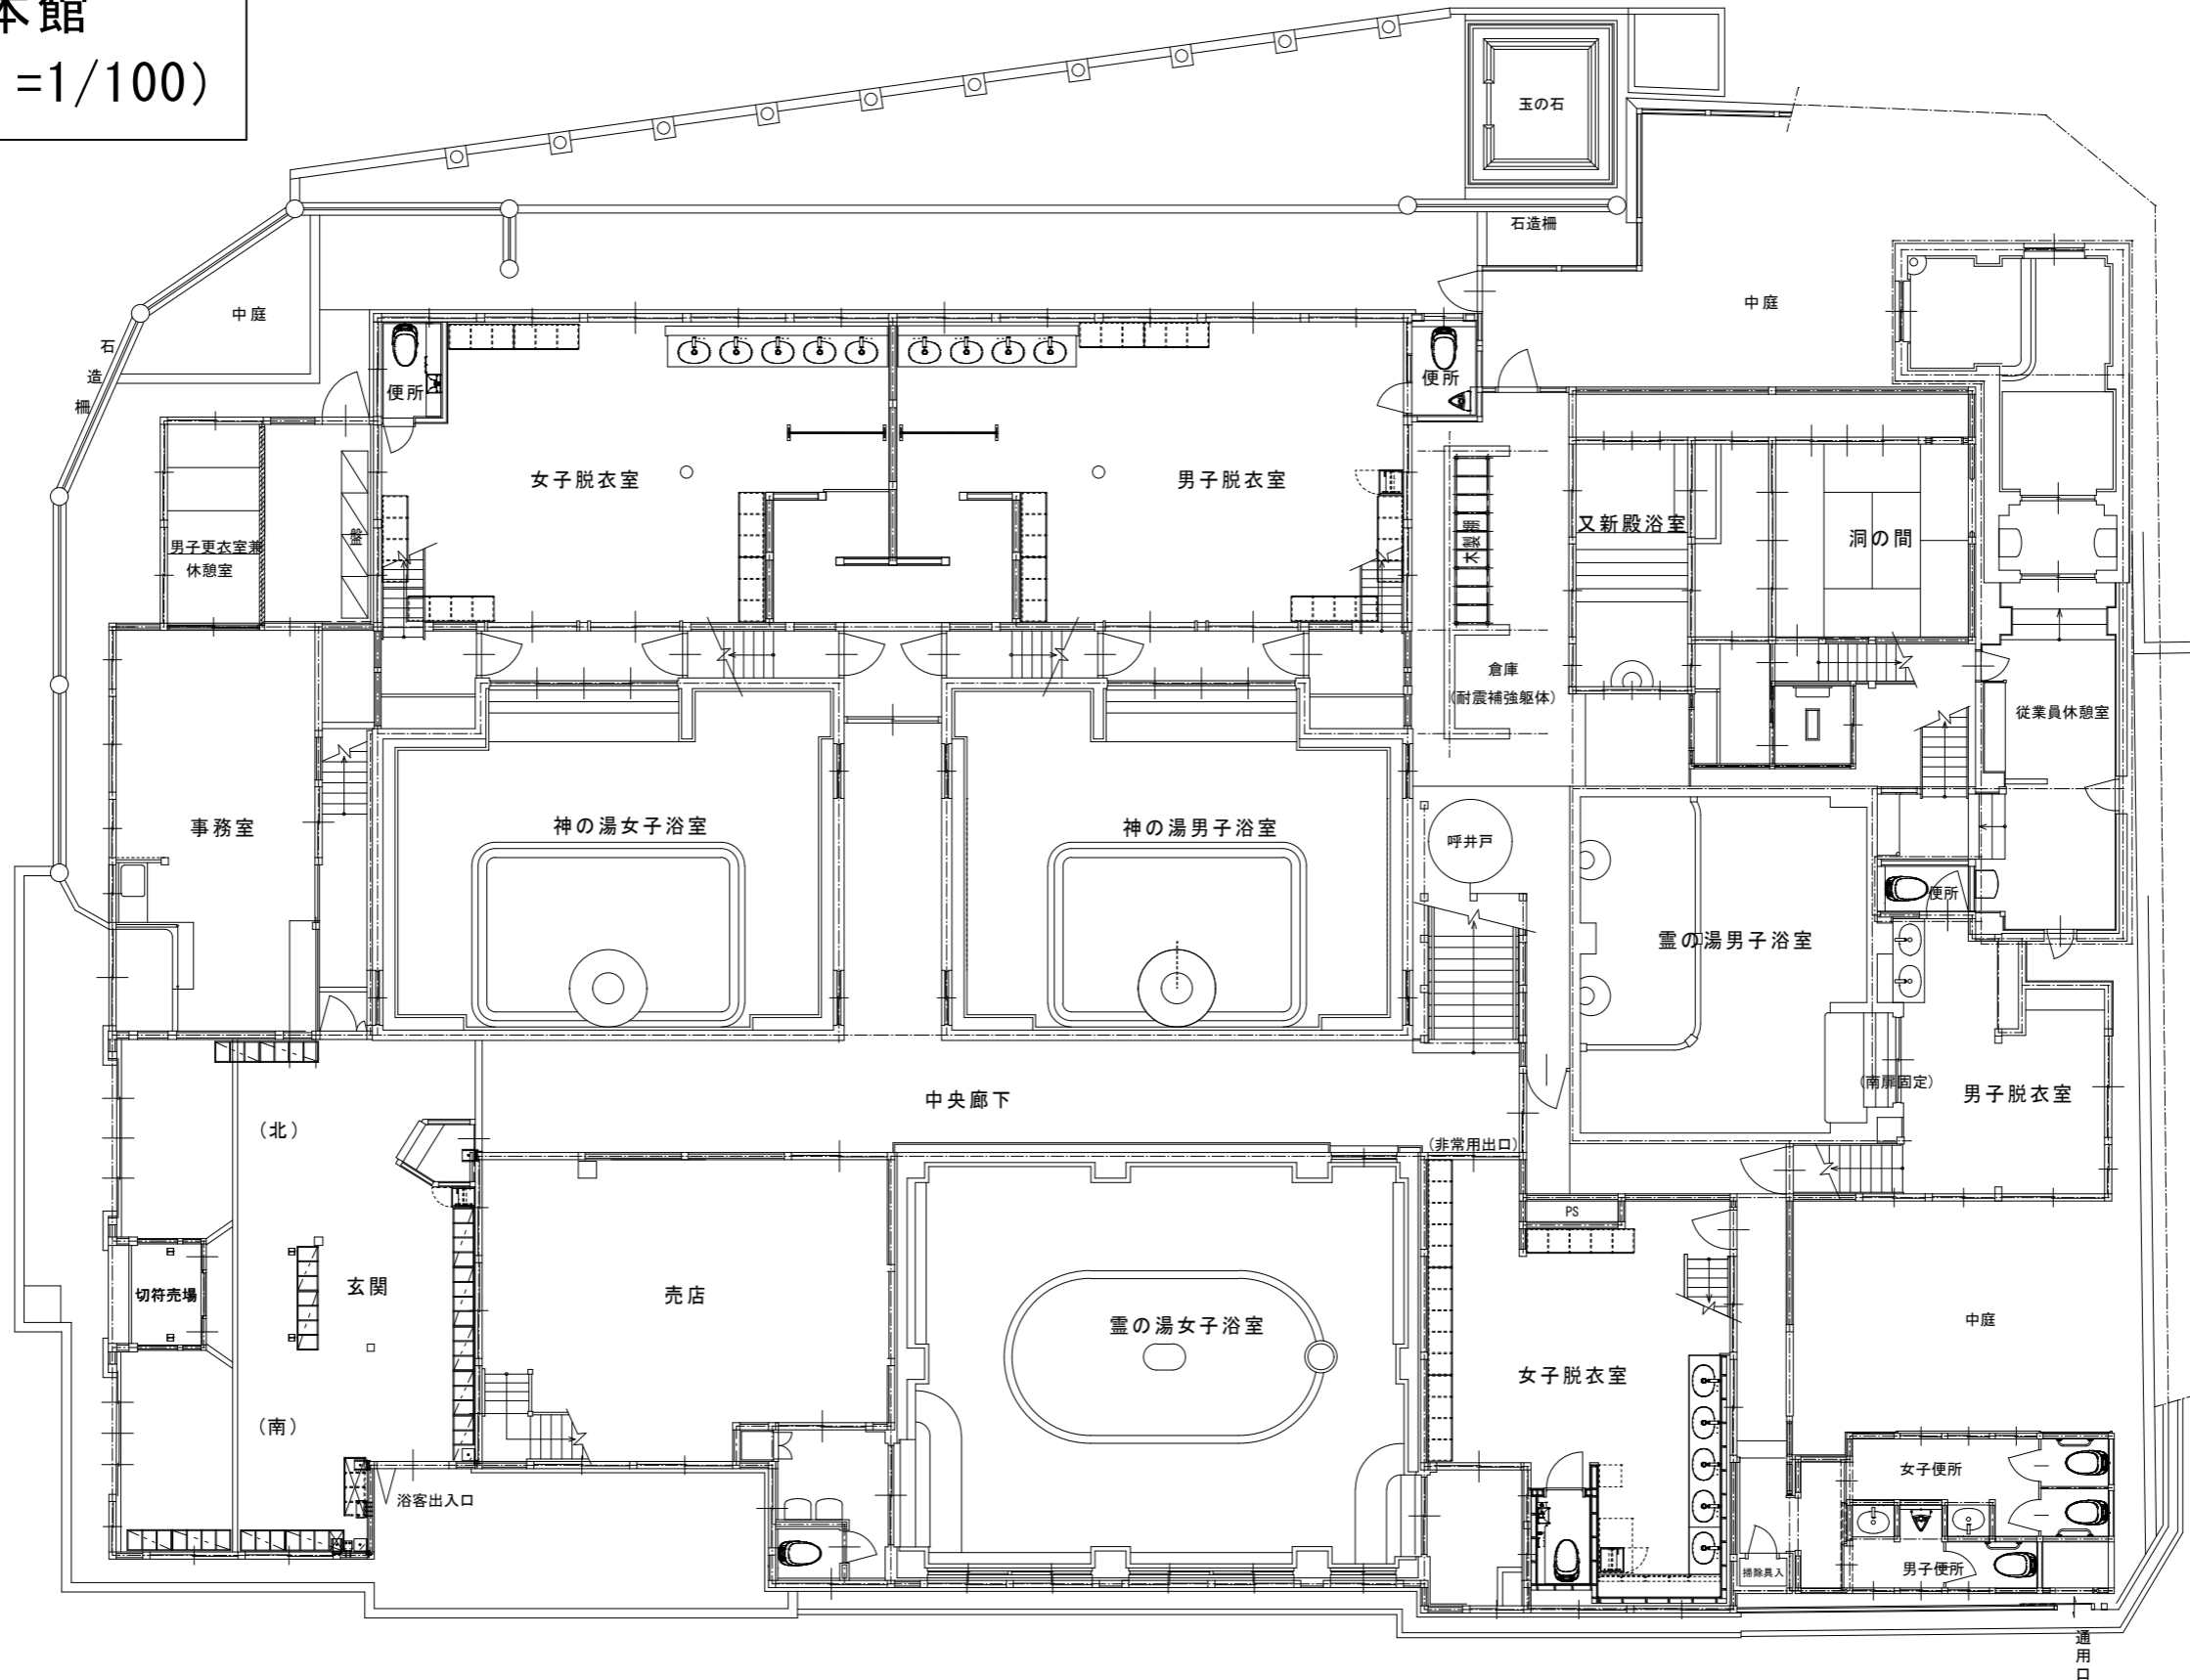 本館
=1/100)
玉の石
石造柵
中庭
中庭
石造柵
便所
便所
女子脱衣室
男子脱衣室
盤
男子更衣室兼
休憩室
木製棚
又新殿浴室
洞の間
倉庫
(耐震補強躯体)
従業員休憩室
事務室
神の湯女子浴室
神の湯男子浴室
呼井戸
便所
霊の湯男子浴室
(南扉固定)
男子脱衣室
中央廊下
(北)
(非常用出口)
PS
切符売場
玄関
売店
霊の湯女子浴室
中庭
女子脱衣室
(南)
女子便所
浴客出入口
掃除具入
男子便所
通用口